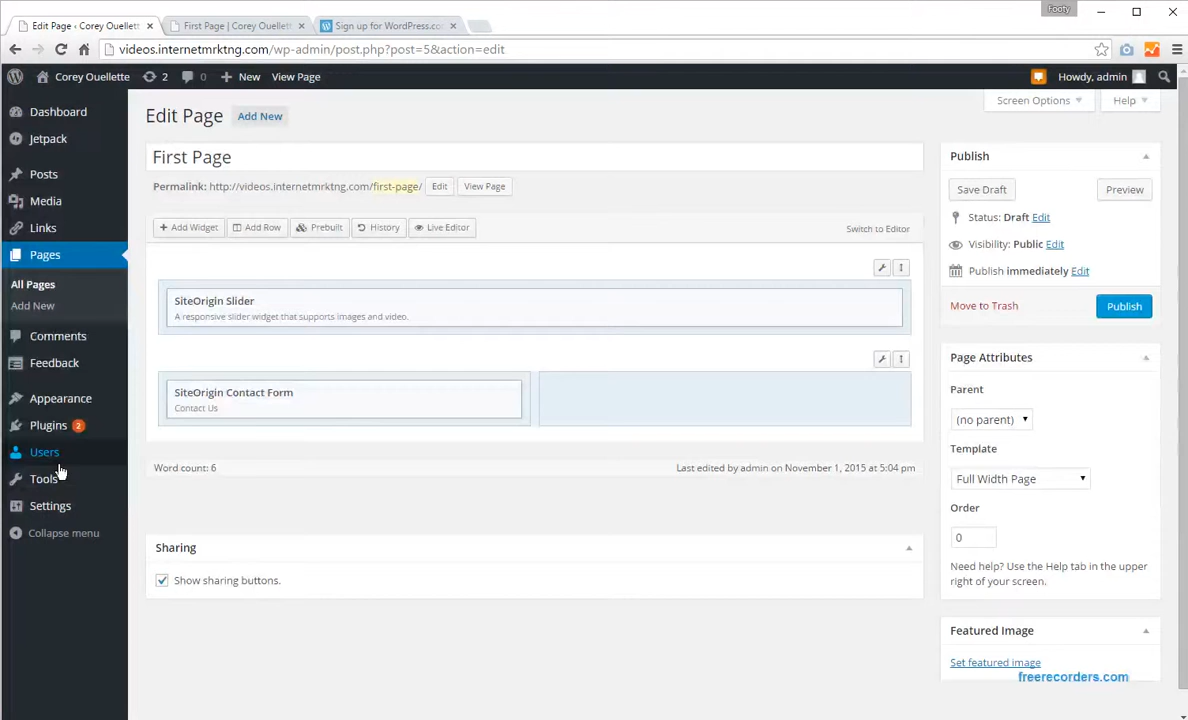 Footy
Edit Page ‹ Corey Ouellett
First Page | Corey Ouellett
Sign up for WordPress.co
videos.internetmrktng.com/wp-admin/post.php?post=5&action=edit
Corey Ouellette 2 0 New View Page Howdy, admin
Screen Options Help
Dashboard
Jetpack
Posts
Media
Links
Pages
All Pages
Add New
Comments
Feedback
Appearance
Plugins 2
Users
Tools
Settings
Collapse menu
Edit Page Add New
First Page
Permalink: http://videos.internetmrktng.com/first-page/ Edit View Page
Add Widget Add Row Prebuilt History Live Editor Switch to Editor
SiteOrigin Slider
A responsive slider widget that supports images and video.
SiteOrigin Contact Form
Contact Us
Word count: 6 Last edited by admin on November 1, 2015 at 5:04 pm
Sharing
Show sharing buttons.
Publish
Save Draft Preview
Status: Draft Edit
Visibility: Public Edit
Publish immediately Edit
Move to Trash Publish
Page Attributes
Parent
(no parent)
Template
Full Width Page
Order
0
Need help? Use the Help tab in the upper
right of your screen.
Featured Image
Set featured image
freerecorders.com